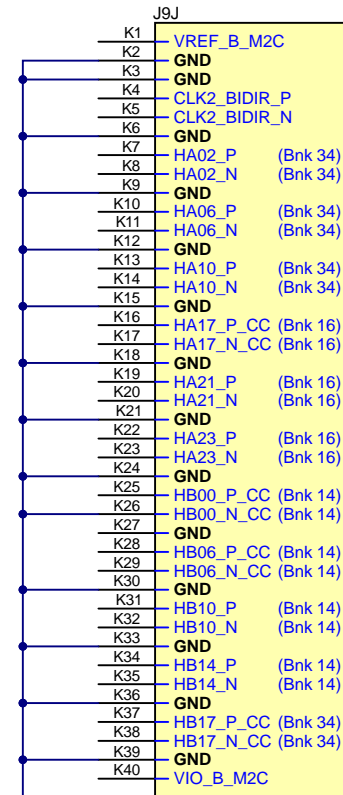 J9J
K1 VREF_B_M2C
K2 GND
K3 GND
K4 CLK2_BIDIR_P
K5 CLK2_BIDIR_N
K6 GND
K7 HA02_P (Bnk 34)
K8 HA02_N (Bnk 34)
K9 GND
K10 HA06_P (Bnk 34)
K11 HA06_N (Bnk 34)
K12 GND
K13 HA10_P (Bnk 34)
K14 HA10_N (Bnk 34)
K15 GND
K16 HA17_P_CC (Bnk 16)
K17 HA17_N_CC (Bnk 16)
K18 GND
K19 HA21_P (Bnk 16)
K20 HA21_N (Bnk 16)
K21 GND
K22 HA23_P (Bnk 16)
K23 HA23_N (Bnk 16)
K24 GND
K25 HB00_P_CC (Bnk 14)
K26 HB00_N_CC (Bnk 14)
K27 GND
K28 HB06_P_CC (Bnk 14)
K29 HB06_N_CC (Bnk 14)
K30 GND
K31 HB10_P (Bnk 14)
K32 HB10_N (Bnk 14)
K33 GND
K34 HB14_P (Bnk 14)
K35 HB14_N (Bnk 14)
K36 GND
K37 HB17_P_CC (Bnk 34)
K38 HB17_N_CC (Bnk 34)
K39 GND
K40 VIO_B_M2C